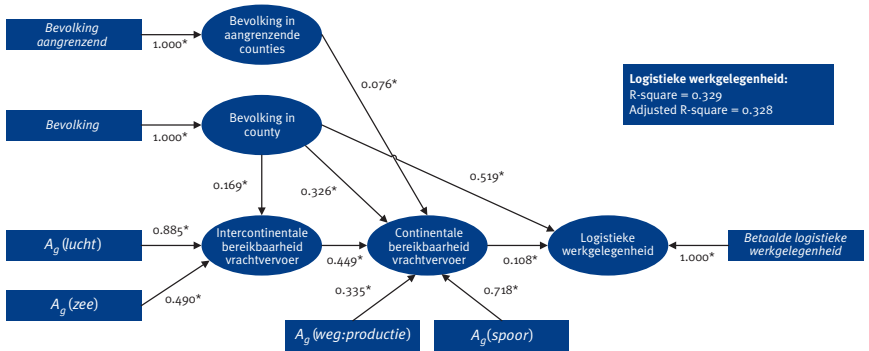 Bevolking
aangrenzend
1.000*
Bevolking in
aangrenzende
counties
0.076*
Logistieke werkgelegenheid:
R-square = 0.329
Adjusted R-square = 0.328
Bevolking
1.000*
Bevolking in
county
0.169*
0.326*
0.519*
Ag(lucht)
0.885*
Intercontinentale
bereikbaarheid
vrachtvervoer
0.449*
Continentale
bereikbaarheid
vrachtvervoer
0.108*
Logistieke
werkgelegenheid
1.000*
Betaalde logistieke
werkgelegenheid
Ag(zee)
0.490*
0.335*
0.718*
Ag(weg:productie)
Ag(spoor)